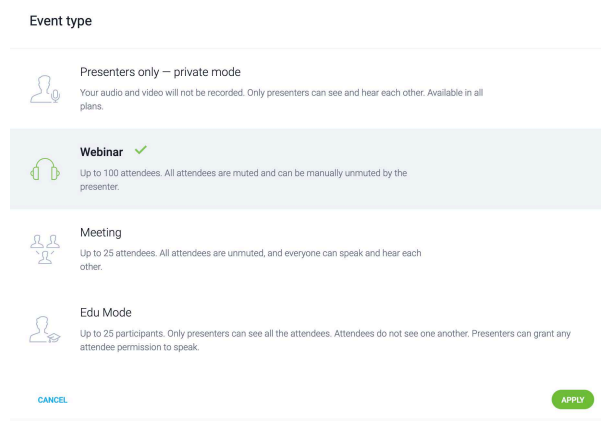 Event type
Presenters only — private mode
Your audio and video will not be recorded. Only presenters can see and hear each other. Available in all
plans.
Webinar
Up to 100 attendees. All attendees are muted and can be manually unmuted by the
presenter.
Meeting
Up to 25 attendees. All attendees are unmuted, and everyone can speak and hear each
other.
Edu Mode
Up to 25 participants. Only presenters can see all the attendees. Attendees do not see one another. Presenters can grant any
attendee permission to speak.
CANCEL
APPLY